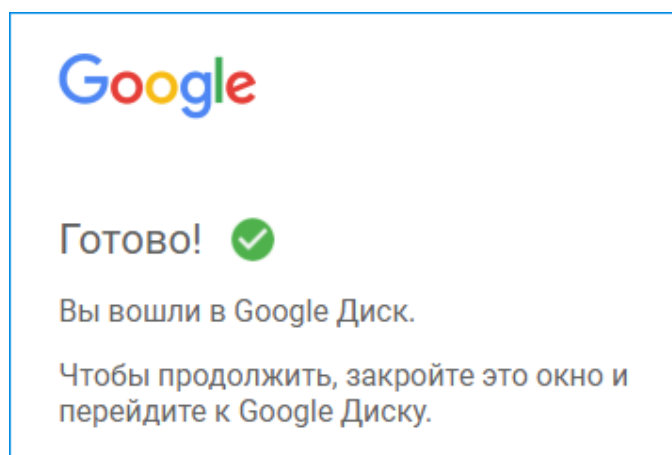 Google
Готово!
Вы вошли в Google Диск.
Чтобы продолжить, закройте это окно и
перейдите к Google Диску.